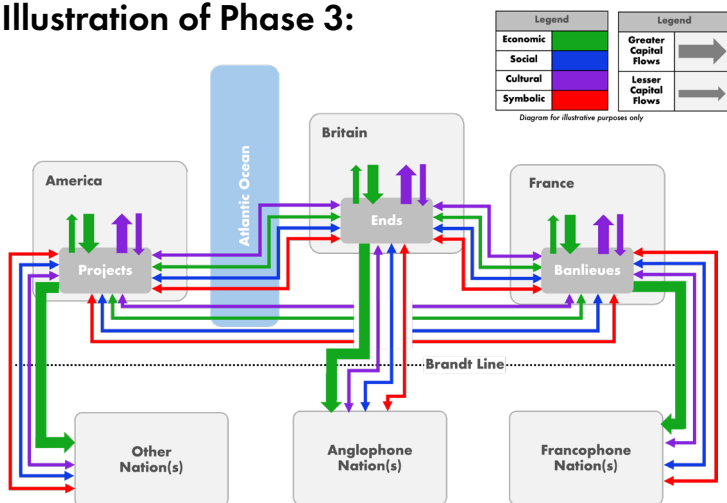 Illustration of Phase 3:
Legend
Economic
Social
Cultural
Symbolic
Legend
Greater
Capital
Flows
Lesser
Capital
Flows
Diagram for illustrative purposes only
Atlantic Ocean
Britain
America
France
Ends
Projects
Banlieues
Brandt Line
Other
Nation(s)
Anglophone
Nation(s)
Francophone
Nation(s)